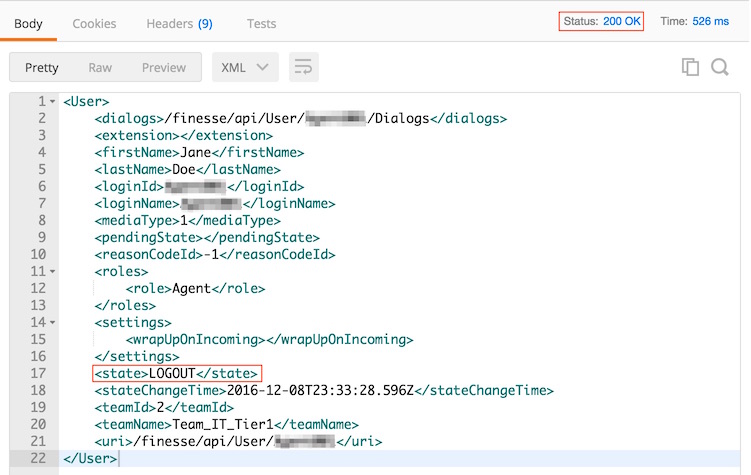 Body Cookies Headers (9) Tests Status: 200 OK Time: 526 ms
Pretty Raw Preview XML
1 <User>
2 <dialogs>/finesse/api/User/ /Dialogs</dialogs>
3 <extension></extension>
4 <firstName>Jane</firstName>
5 <lastName>Doe</lastName>
6 <loginId> </loginId>
7 <loginName> </loginName>
8 <mediaType>1</mediaType>
9 <pendingState></pendingState>
10 <reasonCodeId>-1</reasonCodeId>
11 <roles>
12 <role>Agent</role>
13 </roles>
14 <settings>
15 <wrapUpOnIncoming></wrapUpOnIncoming>
16 </settings>
17 <state>LOGOUT</state>
18 <stateChangeTime>2016-12-08T23:33:28.596Z</stateChangeTime>
19 <teamId>2</teamId>
20 <teamName>Team_IT_Tier1</teamName>
21 <uri>/finesse/api/User/ </uri>
22 </User>